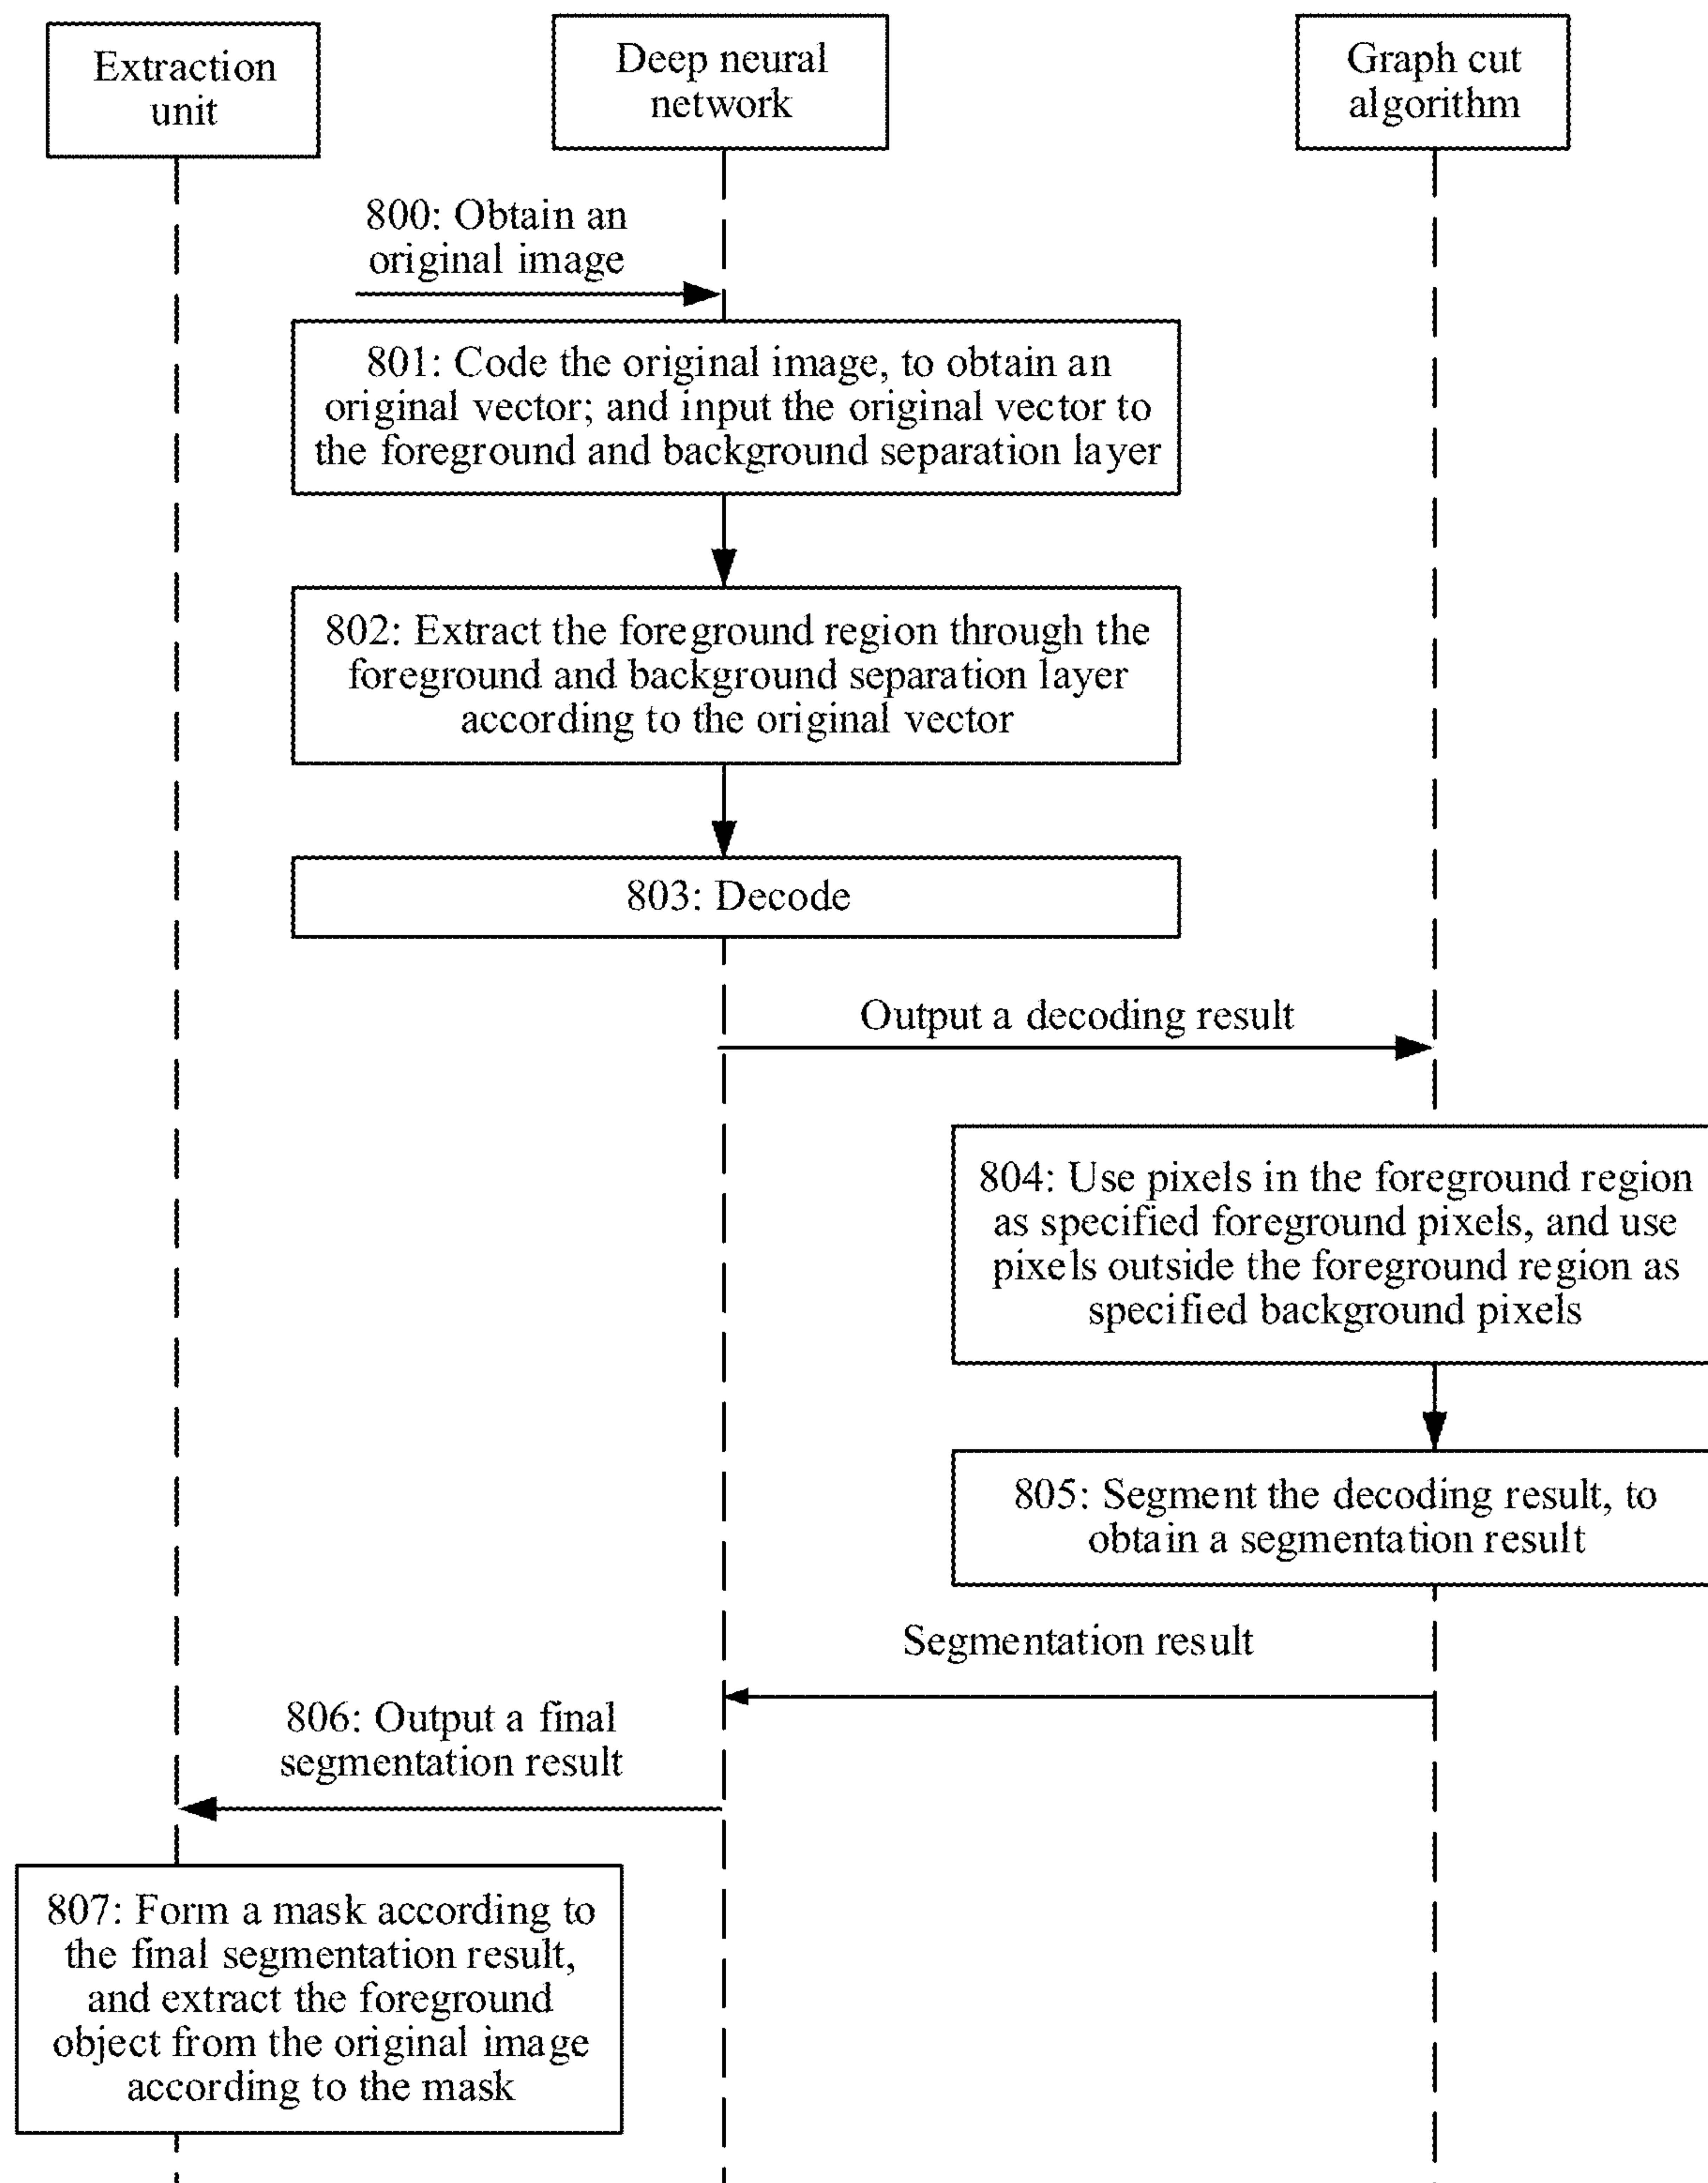 Extraction
unit
Deep neural
network
Graph cut
algorithm
800: Obtain an
original image
801: Code the original image, to obtain an
original vector; and input the original vector to
the foreground and background separation layer
802: Extract the foreground region through the
foreground and background separation layer
according to the original vector
803: Decode
Output a decoding result
804: Use pixels in the foreground region
as specified foreground pixels, and use
pixels outside the foreground region as
specified background pixels
805: Segment the decoding result, to
obtain a segmentation result
Segmentation result
806: Output a final
segmentation result
807: Form a mask according to
the final segmentation result,
and extract the foreground
object from the original image
according to the mask